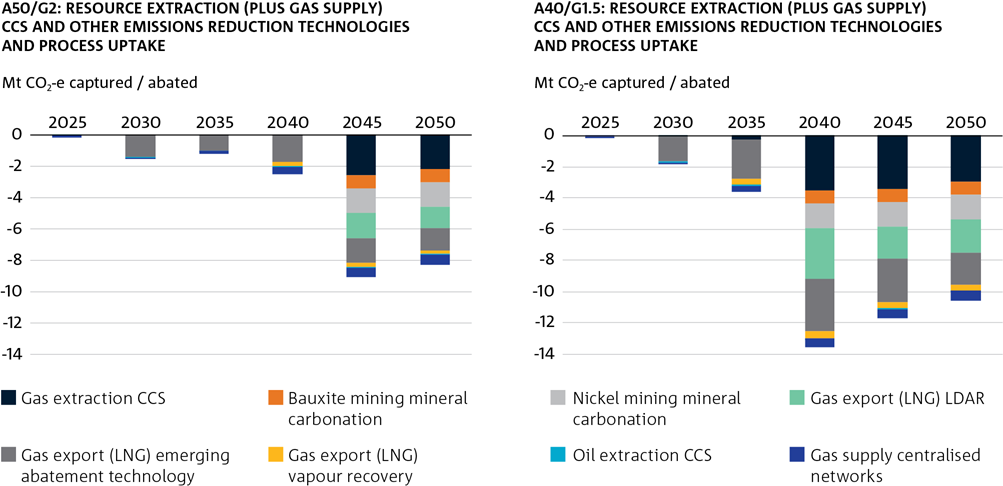 A50/G2: RESOURCE EXTRACTION (PLUS GAS SUPPLY)
CCS AND OTHER EMISSIONS REDUCTION TECHNOLOGIES
AND PROCESS UPTAKE
Mt CO₂-e captured / abated
2025 2030 2035 2040 2045 2050
0
-2
-4
-6
-8
-10
-12
-14
A40/G1.5: RESOURCE EXTRACTION (PLUS GAS SUPPLY)
CCS AND OTHER EMISSIONS REDUCTION TECHNOLOGIES
AND PROCESS UPTAKE
Mt CO₂-e captured / abated
2025 2030 2035 2040 2045 2050
0
-2
-4
-6
-8
-10
-12
-14
Gas extraction CCS
Bauxite mining mineral
carbonation
Nickel mining mineral
carbonation
Gas export (LNG) LDAR
Gas export (LNG) emerging
abatement technology
Gas export (LNG)
vapour recovery
Oil extraction CCS
Gas supply centralised
networks